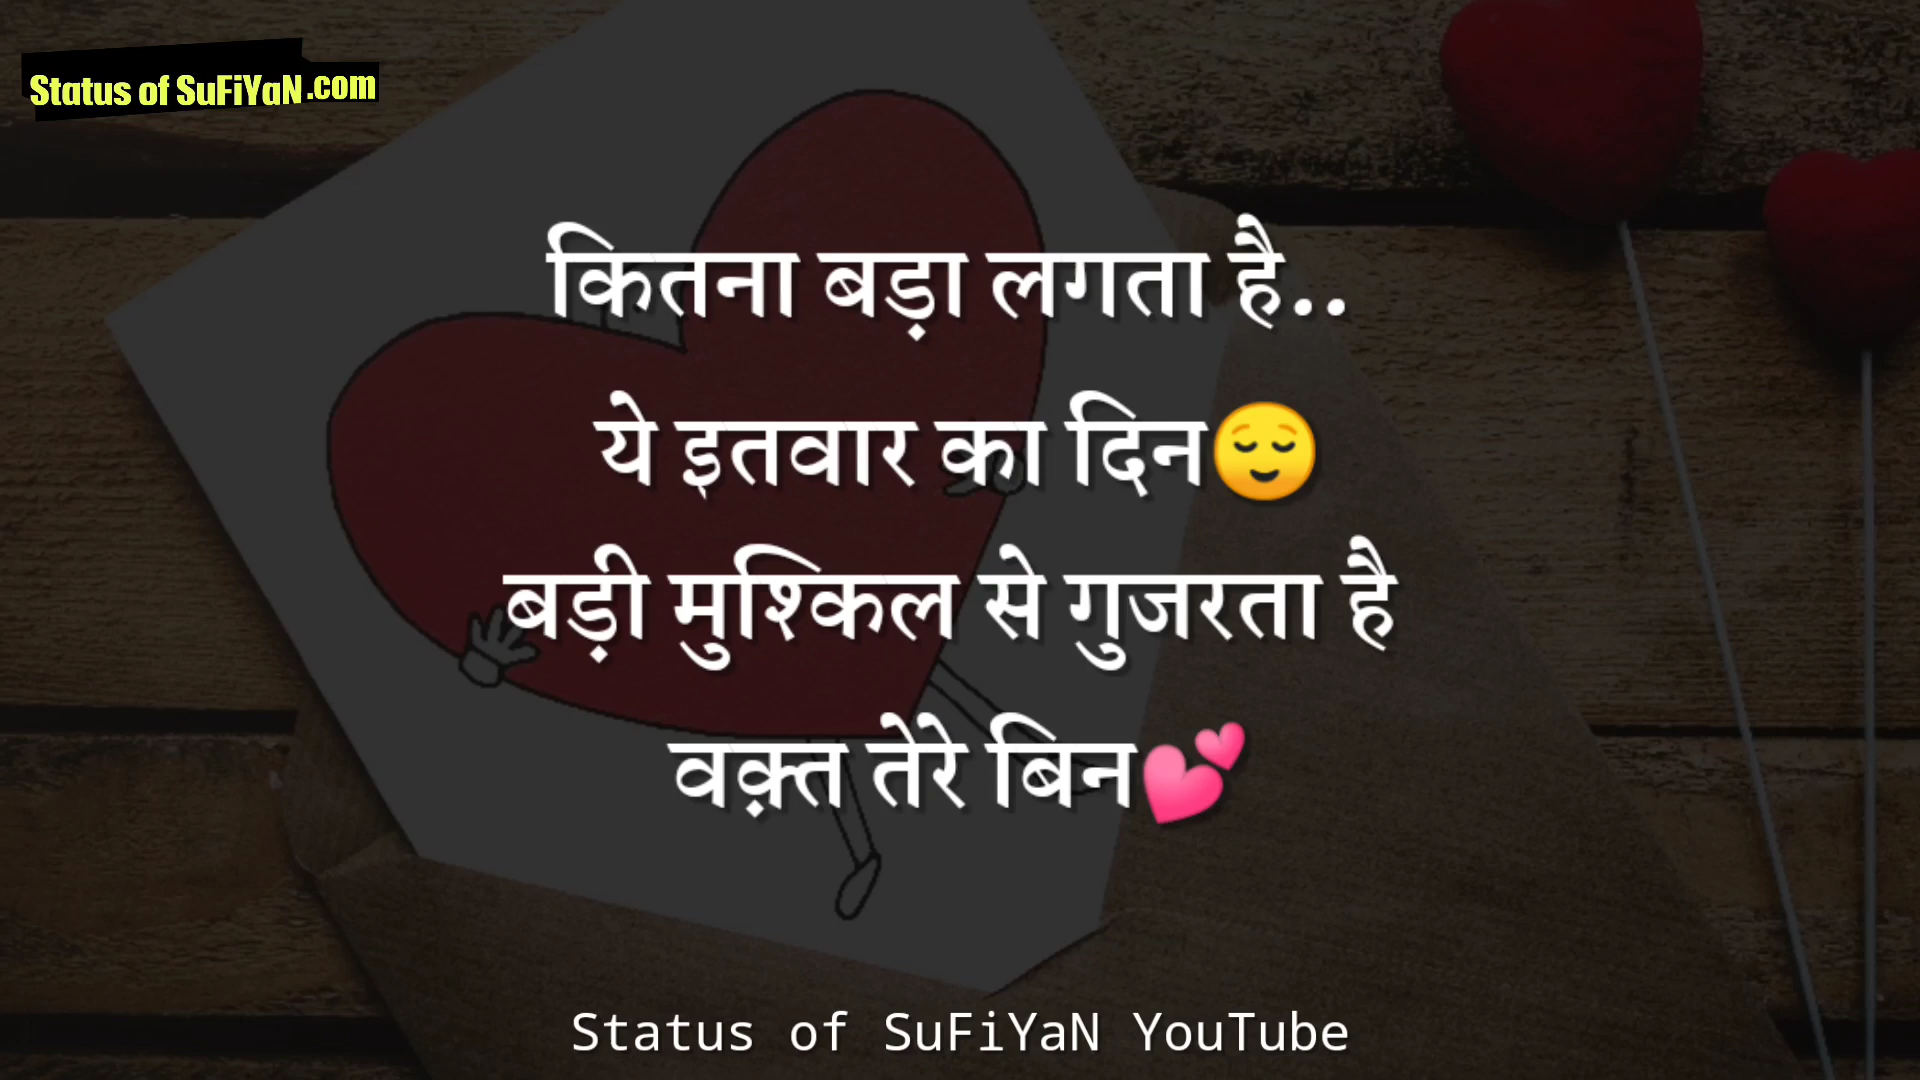 Status of SuFiYaN.com
कितना बड़ा लगता है..
ये इतवार का दिन😌
बड़ी मुश्किल से गुजरता है
वक़्त तेरे बिन💕
Status of SuFiYaN YouTube